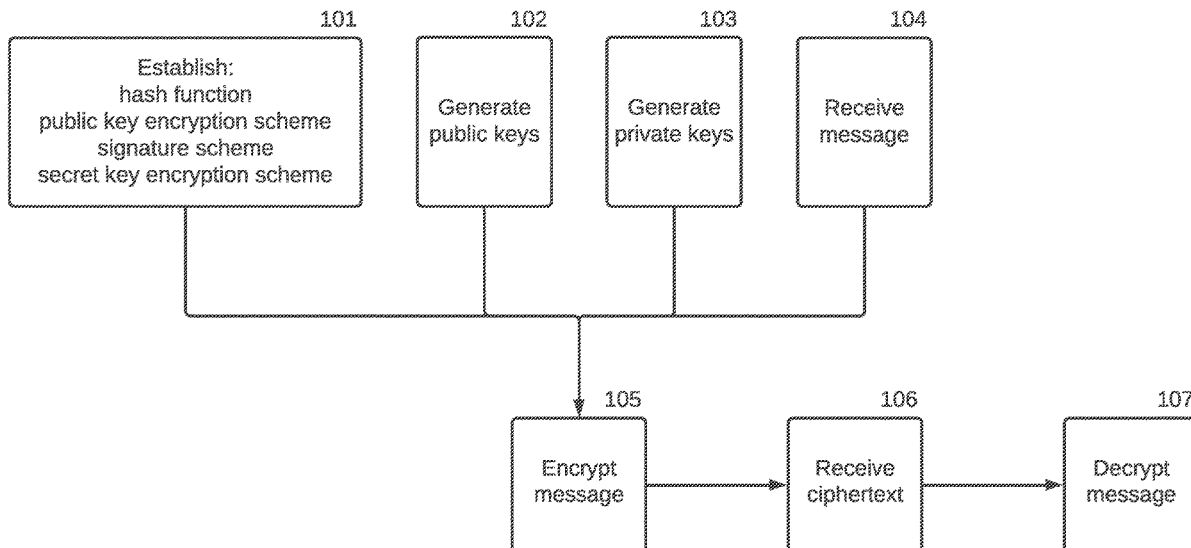 101
Establish:
hash function
public key encryption scheme
signature scheme
secret key encryption scheme
102
Generate
public keys
103
Generate
private keys
104
Receive
message
105
Encrypt
message
106
Receive
ciphertext
107
Decrypt
message